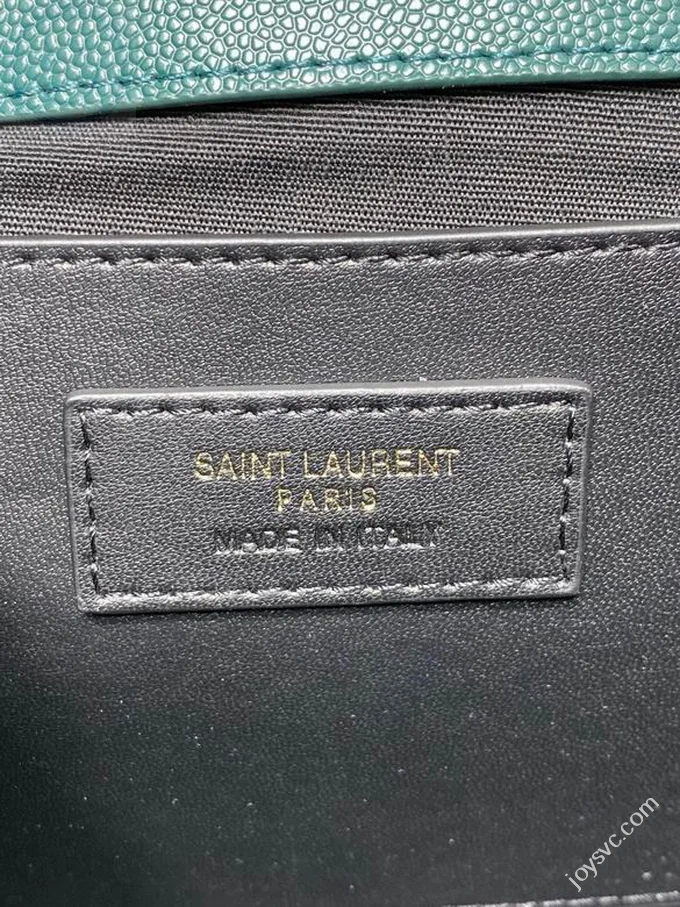 SAINT LAURENT
PARIS
MADE IN ITALY
joysvc.com